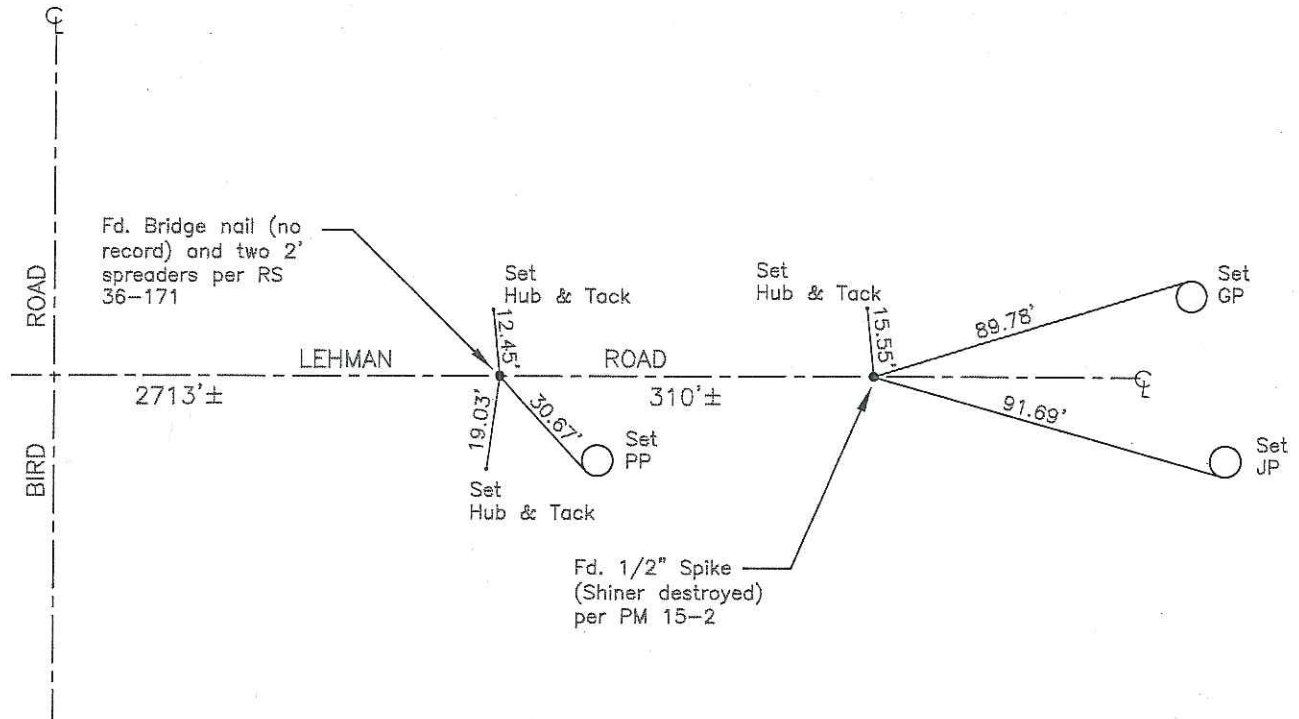 ℄
Fd. Bridge nail (no
record) and two 2'
spreaders per RS
36-171
ROAD
BIRD
Set
Hub & Tack
12.45'
LEHMAN
ROAD
2713'±
310'±
19.03'
30.67'
Set
PP
Set
Hub & Tack
Set
Hub & Tack
15.55'
89.78'
Set
GP
℄
91.69'
Set
JP
Fd. 1/2" Spike
(Shiner destroyed)
per PM 15-2